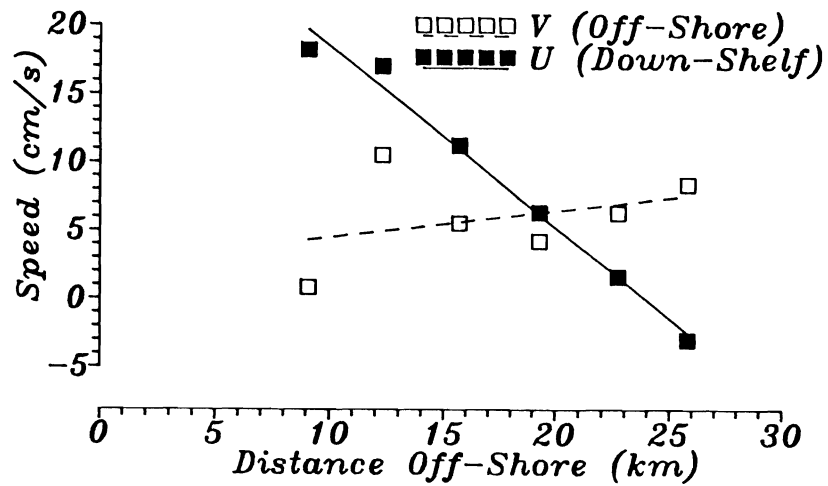 20
V (Off-Shore)
U (Down-Shelf)
15
10
5
0
-5
Speed (cm/s)
0 5 10 15 20 25 30
Distance Off-Shore (km)